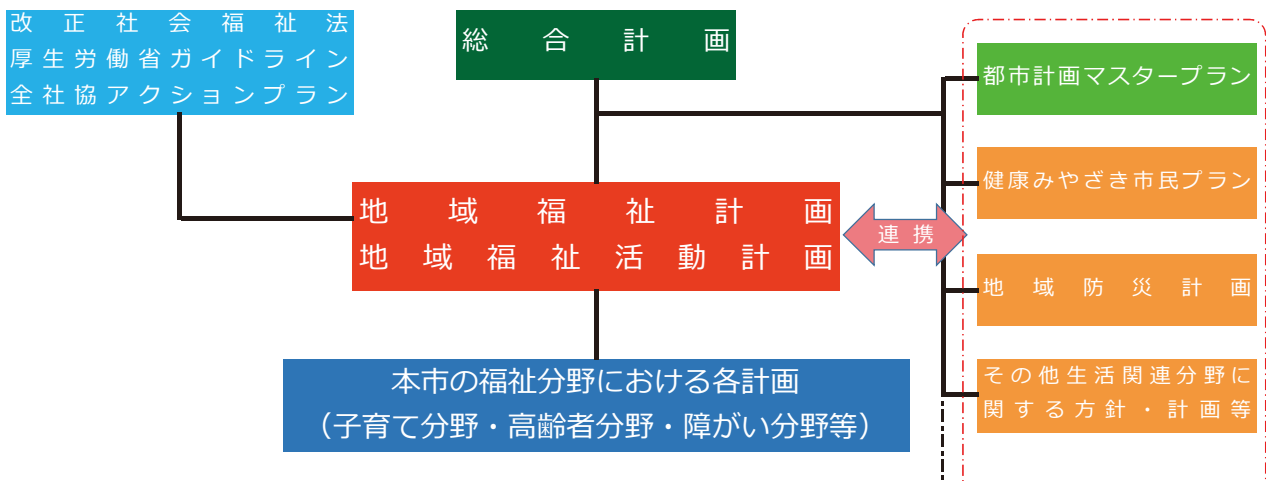 改正社会福祉法
厚生労働省ガイドライン
全社協アクションプラン
総合計画
都市計画マスタープラン
健康みやざき市民プラン
地域福祉計画
地域福祉活動計画
連携
地域防災計画
その他生活関連分野に
関する方針・計画等
本市の福祉分野における各計画
（子育て分野・高齢者分野・障がい分野等）